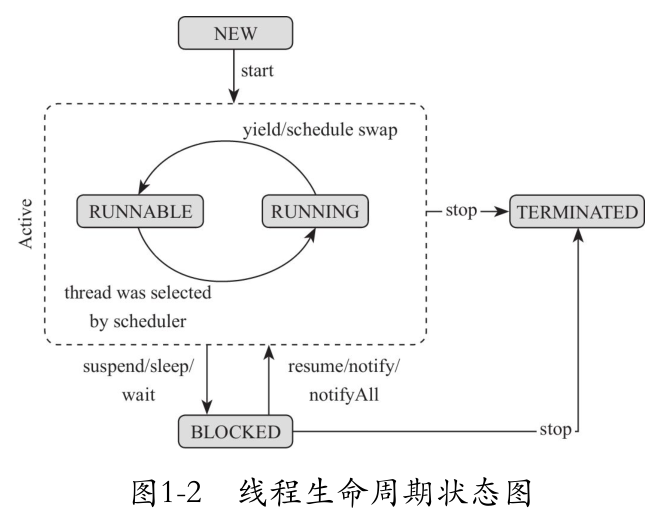 NEW
start
yield/schedule swap
Active
RUNNABLE
RUNNING
stop
TERMINATED
thread was selected
by scheduler
suspend/sleep/
wait
resume/notify/
notifyAll
BLOCKED
stop
图1-2 线程生命周期状态图